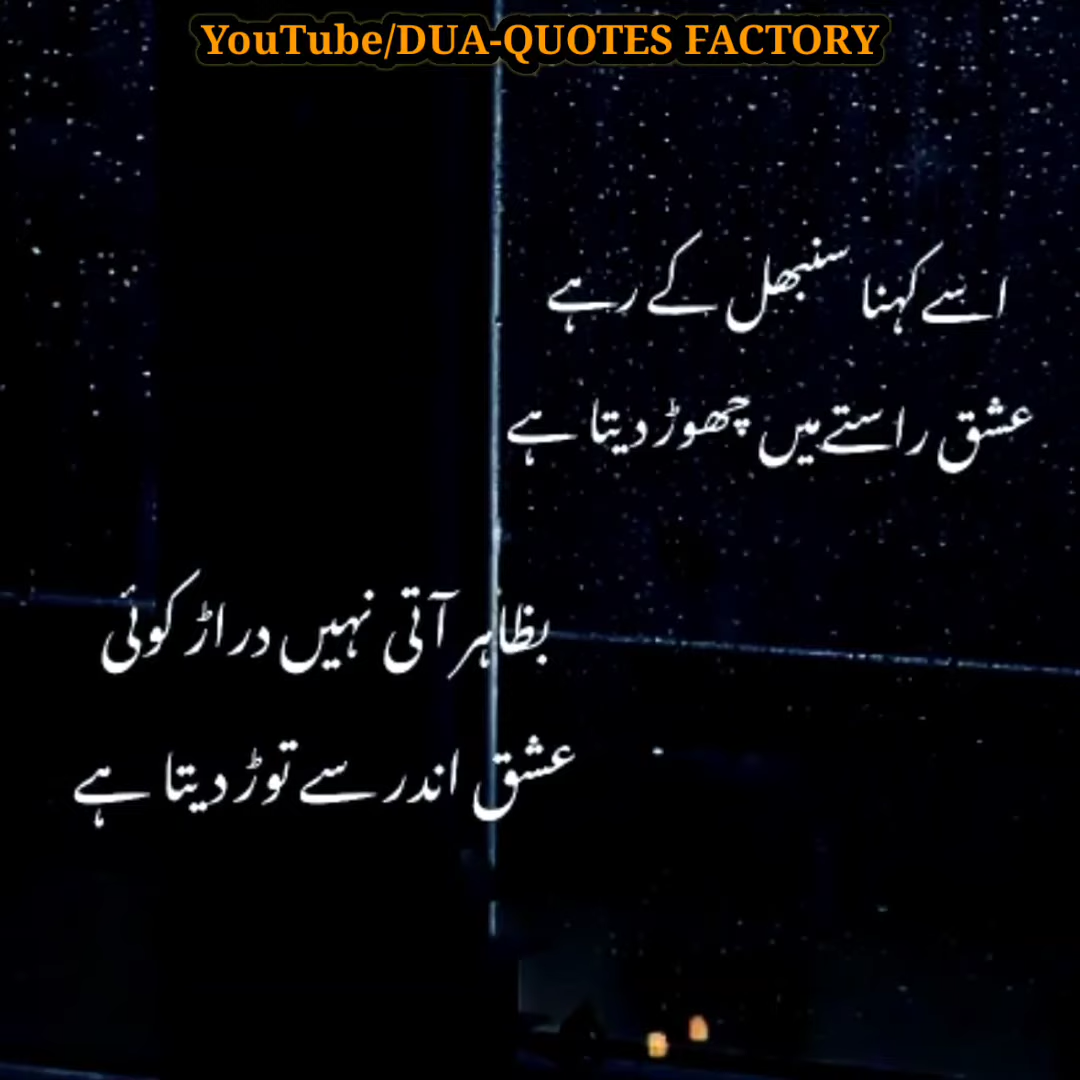 YouTube/DUA-QUOTES FACTORY
اسے کہنا سنبھل کے رہے
عشق راستے میں چھوڑ دیتا ہے
بظاہر آتی نہیں دراڑ کوئی
عشق اندر سے توڑ دیتا ہے